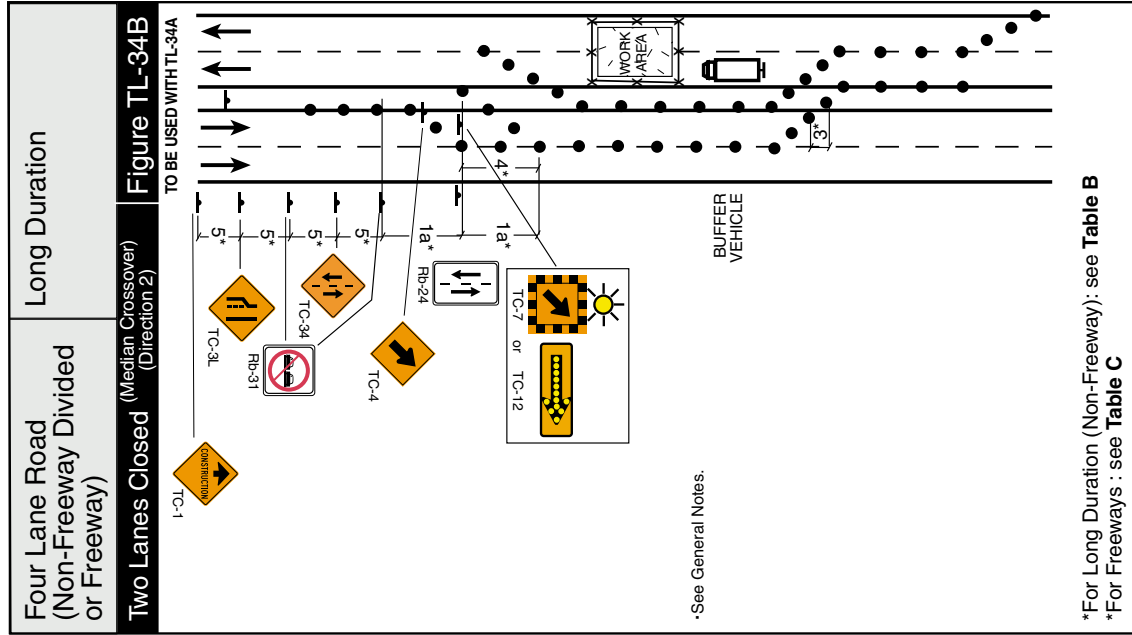 Four Lane Road
(Non-Freeway Divided
or Freeway)
Long Duration
Two Lanes Closed
(Median Crossover)
(Direction 2)
Figure TL-34B
TO BE USED WITH TL-34A
WORK
AREA
3*
4*
5*
5*
5*
5*
1a*
1a*
BUFFER
VEHICLE
TC-3L
TC-34
Rb-31
Rb-24
TC-4
TC-7
or
TC-12
CONSTRUCTION
TC-1
·See General Notes.
*For Long Duration (Non-Freeway): see Table B
*For Freeways : see Table C